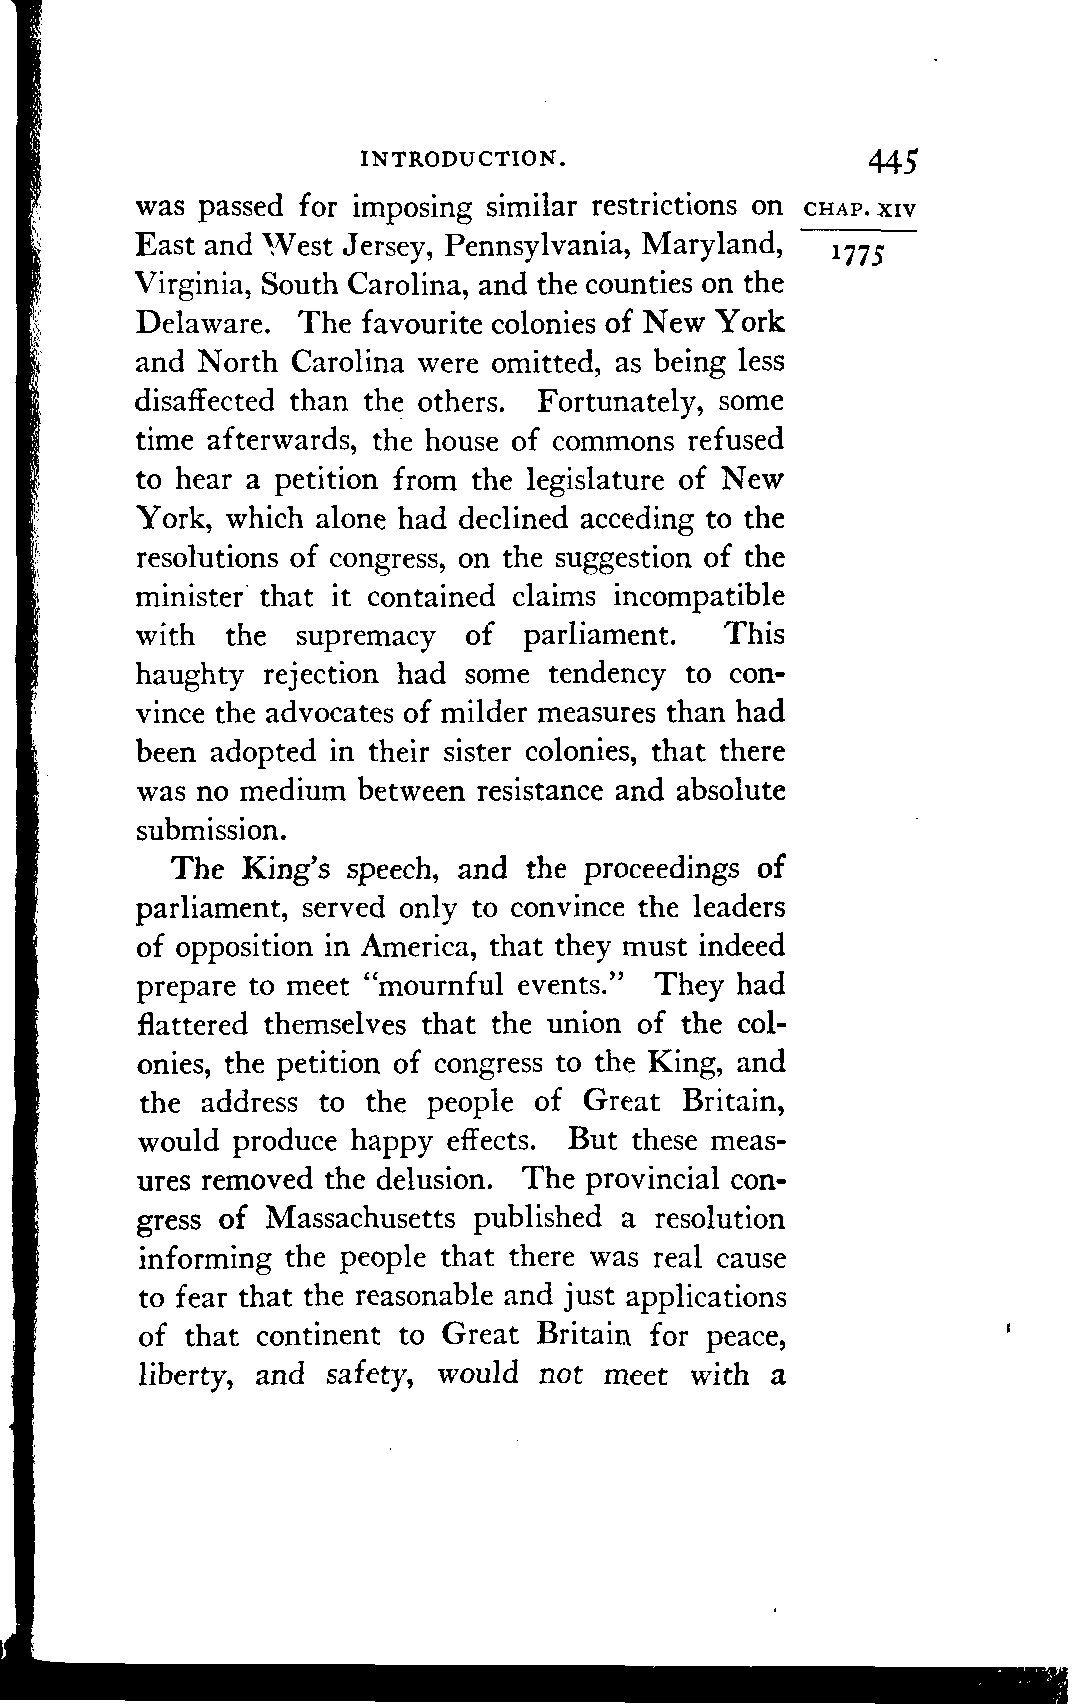 INTRODUCTION. 445
was passed for imposing similar restrictions on CHAP. XIV
East and West Jersey, Pennsylvania, Maryland, 1775
Virginia, South Carolina, and the counties on the
Delaware. The favourite colonies of New York
and North Carolina were omitted, as being less
disaffected than the others. Fortunately, some
time afterwards, the house of commons refused
to hear a petition from the legislature of New
York, which alone had declined acceding to the
resolutions of congress, on the suggestion of the
minister that it contained claims incompatible
with the supremacy of parliament. This
haughty rejection had some tendency to con-
vince the advocates of milder measures than had
been adopted in their sister colonies, that there
was no medium between resistance and absolute
submission.
The King's speech, and the proceedings of
parliament, served only to convince the leaders
of opposition in America, that they must indeed
prepare to meet “mournful events.” They had
flattered themselves that the union of the col-
onies, the petition of congress to the King, and
the address to the people of Great Britain,
would produce happy effects. But these meas-
ures removed the delusion. The provincial con-
gress of Massachusetts published a resolution
informing the people that there was real cause
to fear that the reasonable and just applications
of that continent to Great Britain for peace,
liberty, and safety, would not meet with a